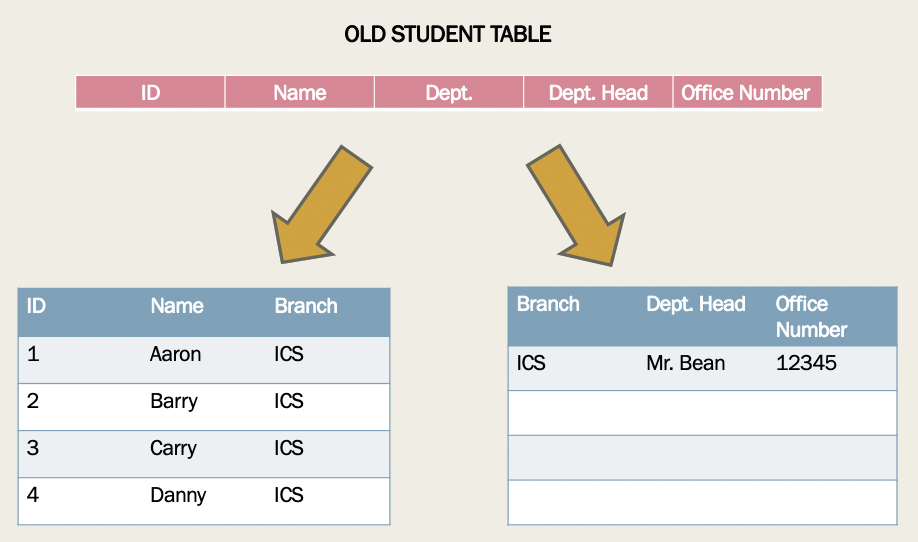 OLD STUDENT TABLE
ID Name Dept. Dept. Head Office Number
ID Name Branch
1 Aaron ICS
2 Barry ICS
3 Carry ICS
4 Danny ICS
Branch Dept. Head Office
Number
ICS Mr. Bean 12345